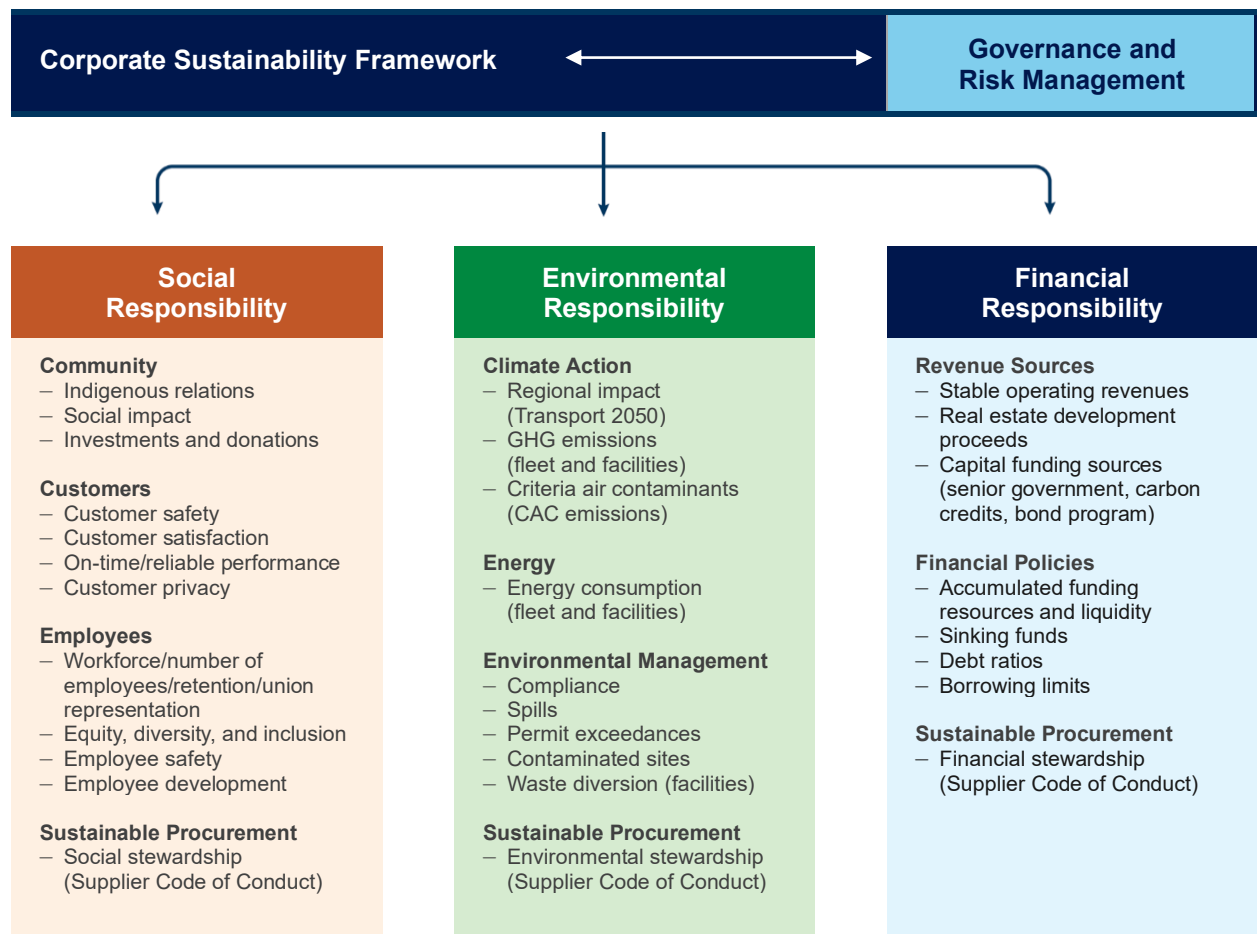 Corporate Sustainability Framework
Governance and
Risk Management
Social
Responsibility
Community
– Indigenous relations
– Social impact
– Investments and donations
Customers
– Customer safety
– Customer satisfaction
– On-time/reliable performance
– Customer privacy
Employees
– Workforce/number of
employees/retention/union
representation
– Equity, diversity, and inclusion
– Employee safety
– Employee development
Sustainable Procurement
– Social stewardship
(Supplier Code of Conduct)
Environmental
Responsibility
Climate Action
– Regional impact
(Transport 2050)
– GHG emissions
(fleet and facilities)
– Criteria air contaminants
(CAC emissions)
Energy
– Energy consumption
(fleet and facilities)
Environmental Management
– Compliance
– Spills
– Permit exceedances
– Contaminated sites
– Waste diversion (facilities)
Sustainable Procurement
– Environmental stewardship
(Supplier Code of Conduct)
Financial
Responsibility
Revenue Sources
– Stable operating revenues
– Real estate development
proceeds
– Capital funding sources
(senior government, carbon
credits, bond program)
Financial Policies
– Accumulated funding
resources and liquidity
– Sinking funds
– Debt ratios
– Borrowing limits
Sustainable Procurement
– Financial stewardship
(Supplier Code of Conduct)